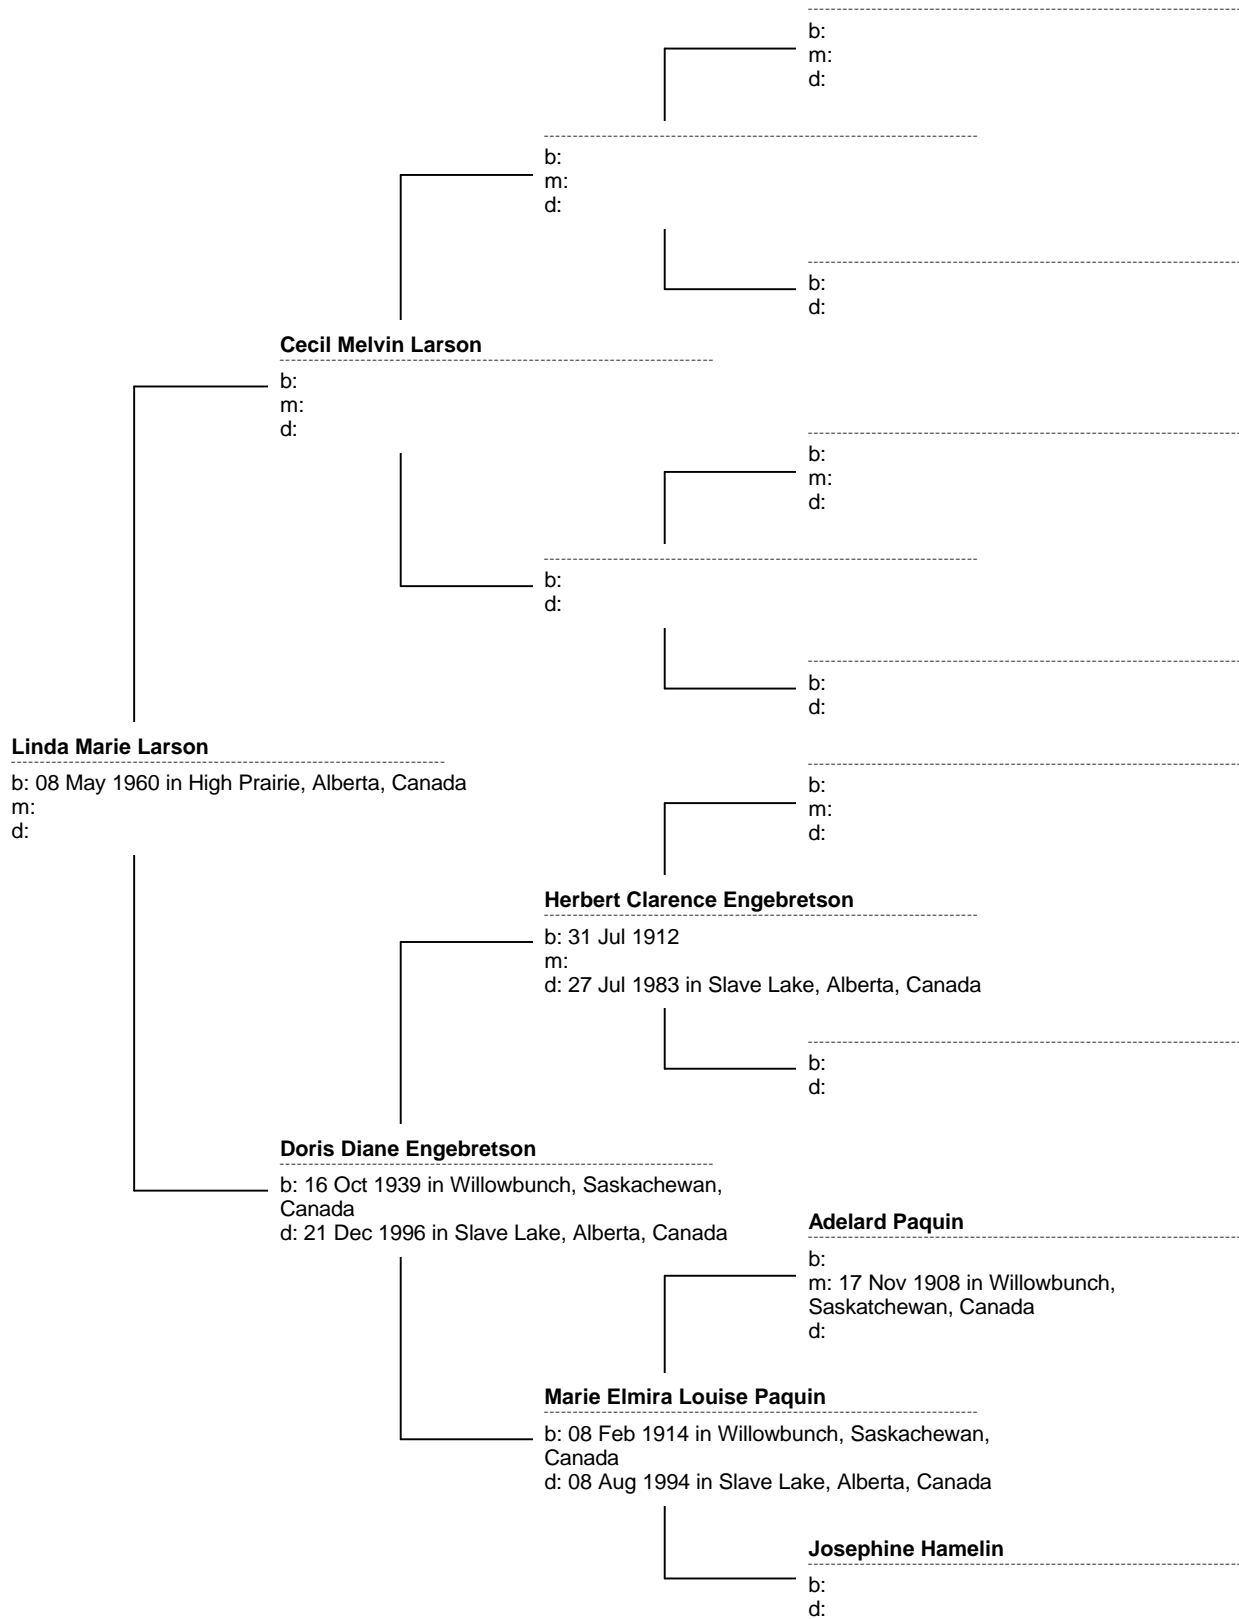 b:
m:
d:
b:
m:
d:
b:
d:
Cecil Melvin Larson
b:
m:
d:
b:
m:
d:
b:
d:
b:
d:
Linda Marie Larson
b: 08 May 1960 in High Prairie, Alberta, Canada
m:
d:
b:
m:
d:
Herbert Clarence Engebretson
b: 31 Jul 1912
m:
d: 27 Jul 1983 in Slave Lake, Alberta, Canada
b:
d:
Doris Diane Engebretson
b: 16 Oct 1939 in Willowbunch, Saskachewan,
Canada
d: 21 Dec 1996 in Slave Lake, Alberta, Canada
Adelard Paquin
b:
m: 17 Nov 1908 in Willowbunch,
Saskatchewan, Canada
d:
Marie Elmira Louise Paquin
b: 08 Feb 1914 in Willowbunch, Saskachewan,
Canada
d: 08 Aug 1994 in Slave Lake, Alberta, Canada
Josephine Hamelin
b:
d: